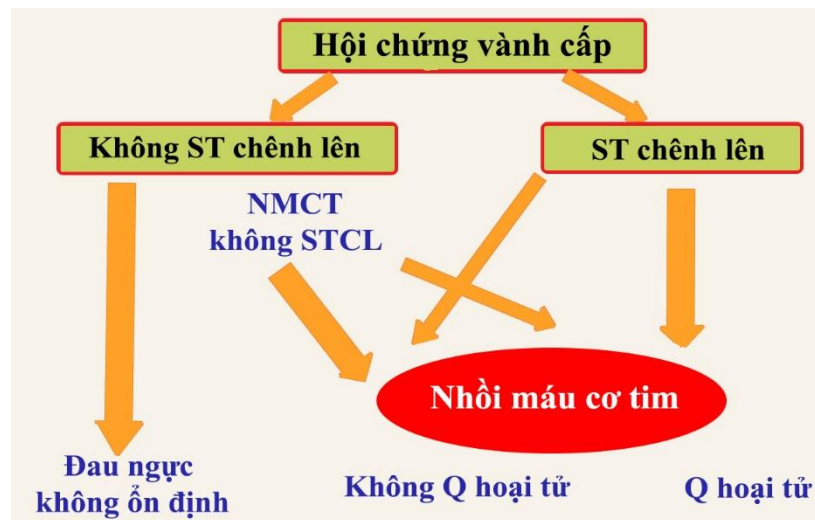 Hội chứng vành cấp
Không ST chênh lên
ST chênh lên
NMCT
không STCL
Nhồi máu cơ tim
Đau ngực
không ổn định
Không Q hoại tử
Q hoại tử